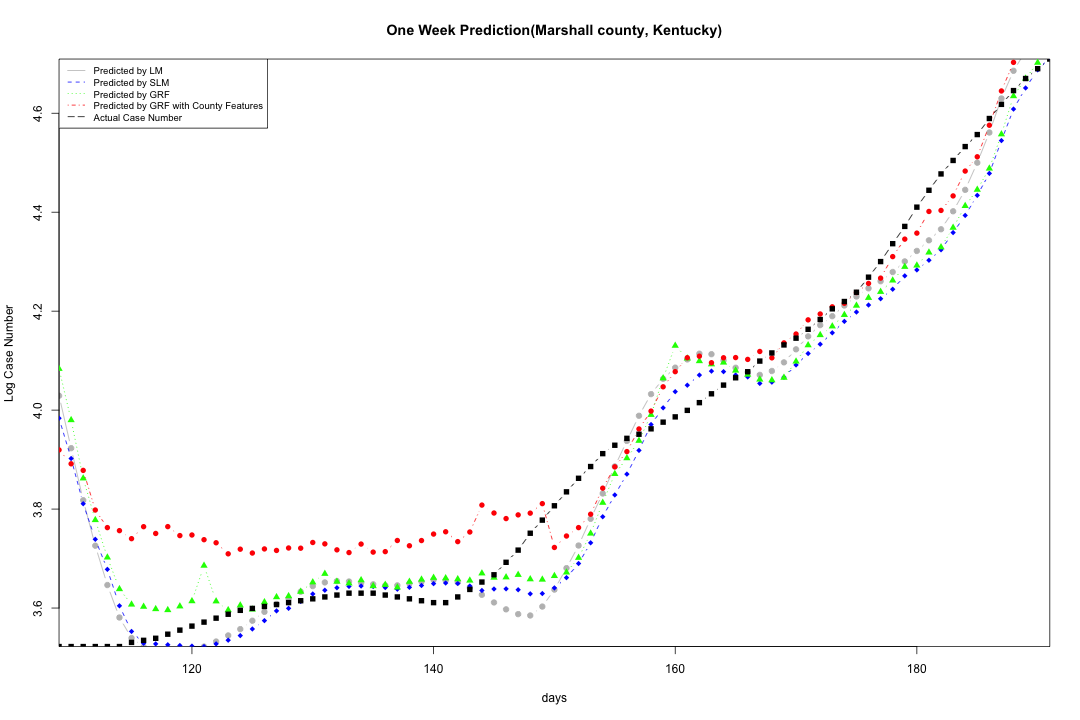 One Week Prediction(Marshall county, Kentucky)
Predicted by LM
Predicted by SLM
Predicted by GRF
Predicted by GRF with County Features
Actual Case Number
Log Case Number
4.6
4.4
4.2
4.0
3.8
3.6
120 140 160 180
days